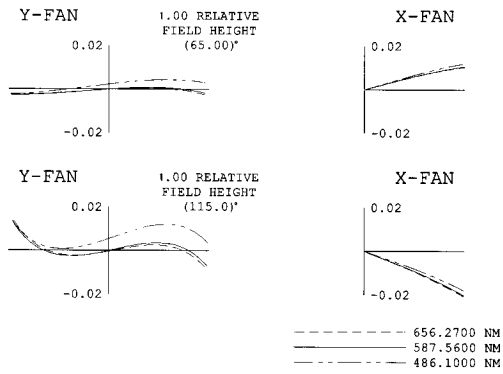 Y-FAN
1.00 RELATIVE
FIELD HEIGHT
(65.00)°
X-FAN
0.02
0.02
-0.02
-0.02
Y-FAN
1.00 RELATIVE
FIELD HEIGHT
(115.0)°
X-FAN
0.02
0.02
-0.02
-0.02
656.2700 NM
587.5600 NM
486.1000 NM